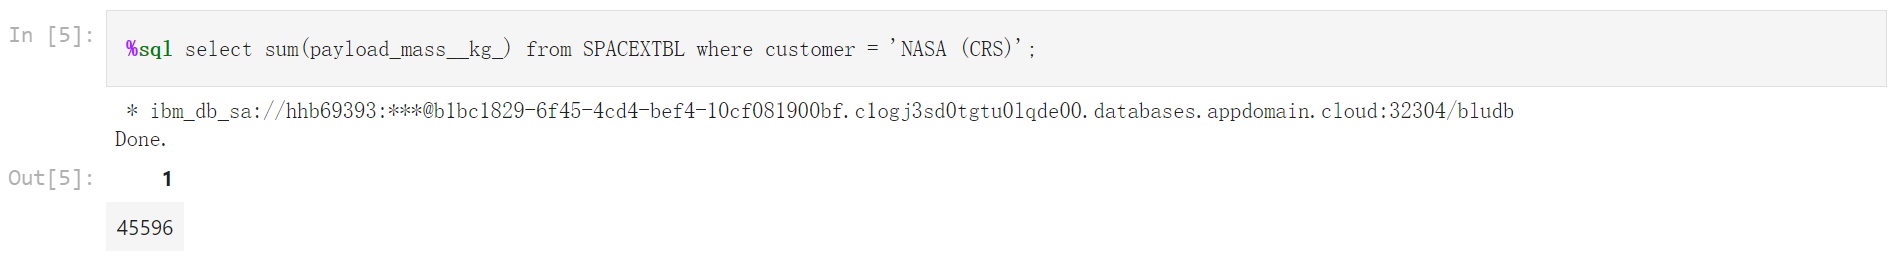 In [5]:
%sql select sum(payload_mass__kg_) from SPACEXTBL where customer = 'NASA (CRS)';
* ibm_db_sa://hhb69393:***@b1bc1829-6f45-4cd4-bef4-10cf081900bf.c1ogj3sd0tgtu0lqde00.databases.appdomain.cloud:32304/bludb
Done.
Out[5]:
1
45596